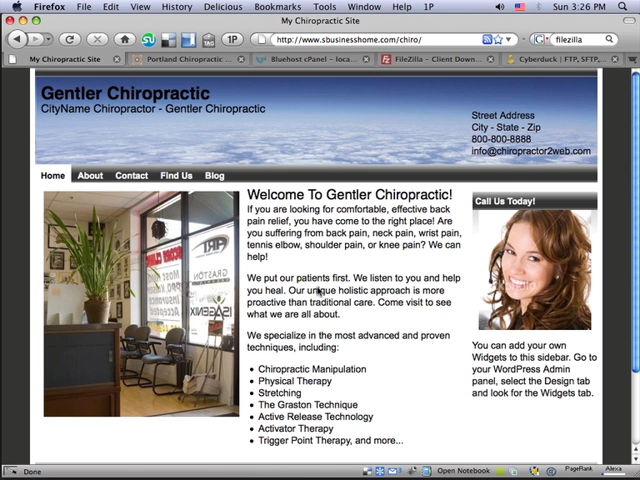 Firefox File Edit View History Delicious Bookmarks Tools Window Help 1P Sun 3:26 PM
My Chiropractic Site
1P http://www.sbusinesshome.com/chiro/ filezilla
My Chiropractic Site Portland Chiropractic ... Bluehost cPanel – loca... FileZilla – Client Down... Cyberduck | FTP, SFTP,...
Gentler Chiropractic
CityName Chiropractor - Gentler Chiropractic
Street Address
City - State - Zip
800-800-8888
info@chiropractor2web.com
Home About Contact Find Us Blog
Welcome To Gentler Chiropractic!
If you are looking for comfortable, effective back
pain relief, you have come to the right place! Are
you suffering from back pain, neck pain, wrist pain,
tennis elbow, shoulder pain, or knee pain? We can
help!
We put our patients first. We listen to you and help
you heal. Our unique holistic approach is more
proactive than traditional care. Come visit to see
what we are all about.
We specialize in the most advanced and proven
techniques, including:
Chiropractic Manipulation
Physical Therapy
Stretching
The Graston Technique
Active Release Technology
Activator Therapy
Trigger Point Therapy, and more...
ART
GRASTON
ISAGENIX
Call Us Today!
You can add your own
Widgets to this sidebar. Go to
your WordPress Admin
panel, select the Design tab
and look for the Widgets tab.
Done Open Notebook PageRank Alexa